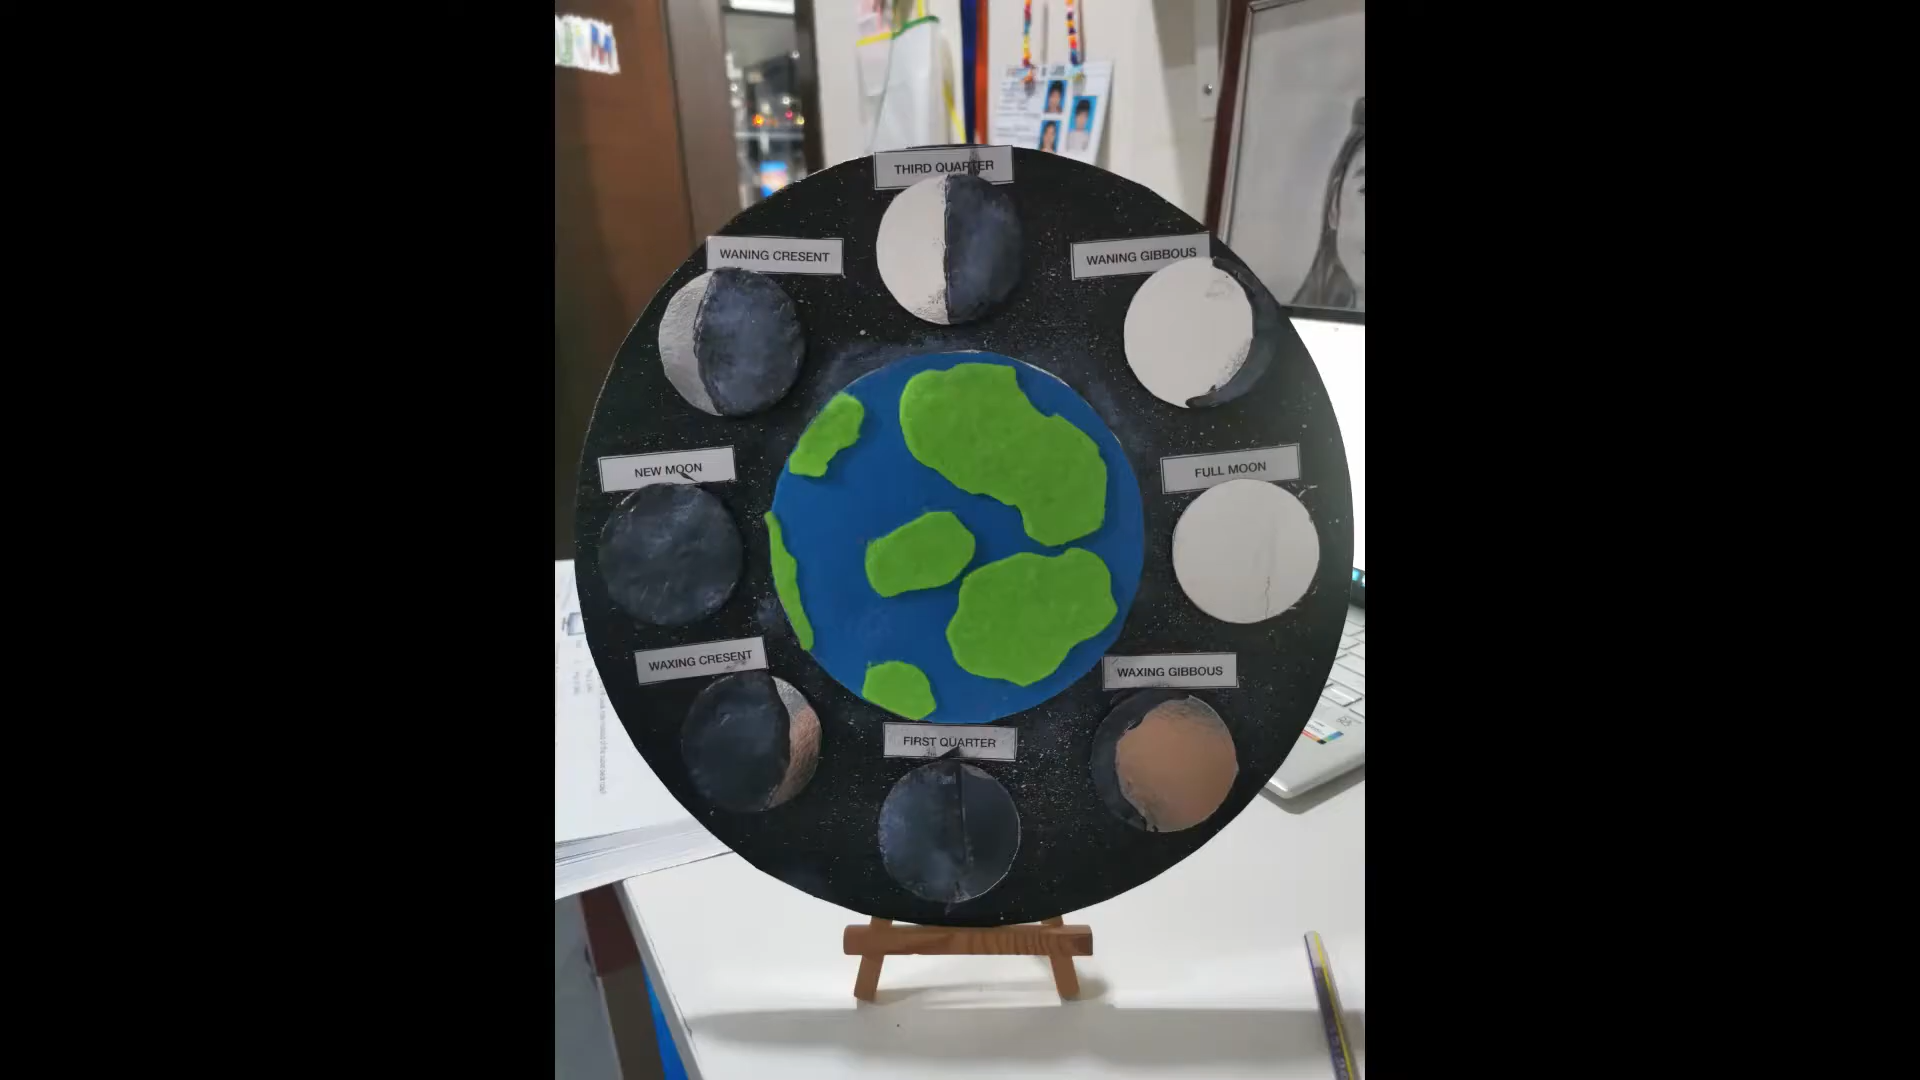 THIRD QUARTER
WANING CRESENT
WANING GIBBOUS
NEW MOON
FULL MOON
WAXING CRESENT
WAXING GIBBOUS
FIRST QUARTER